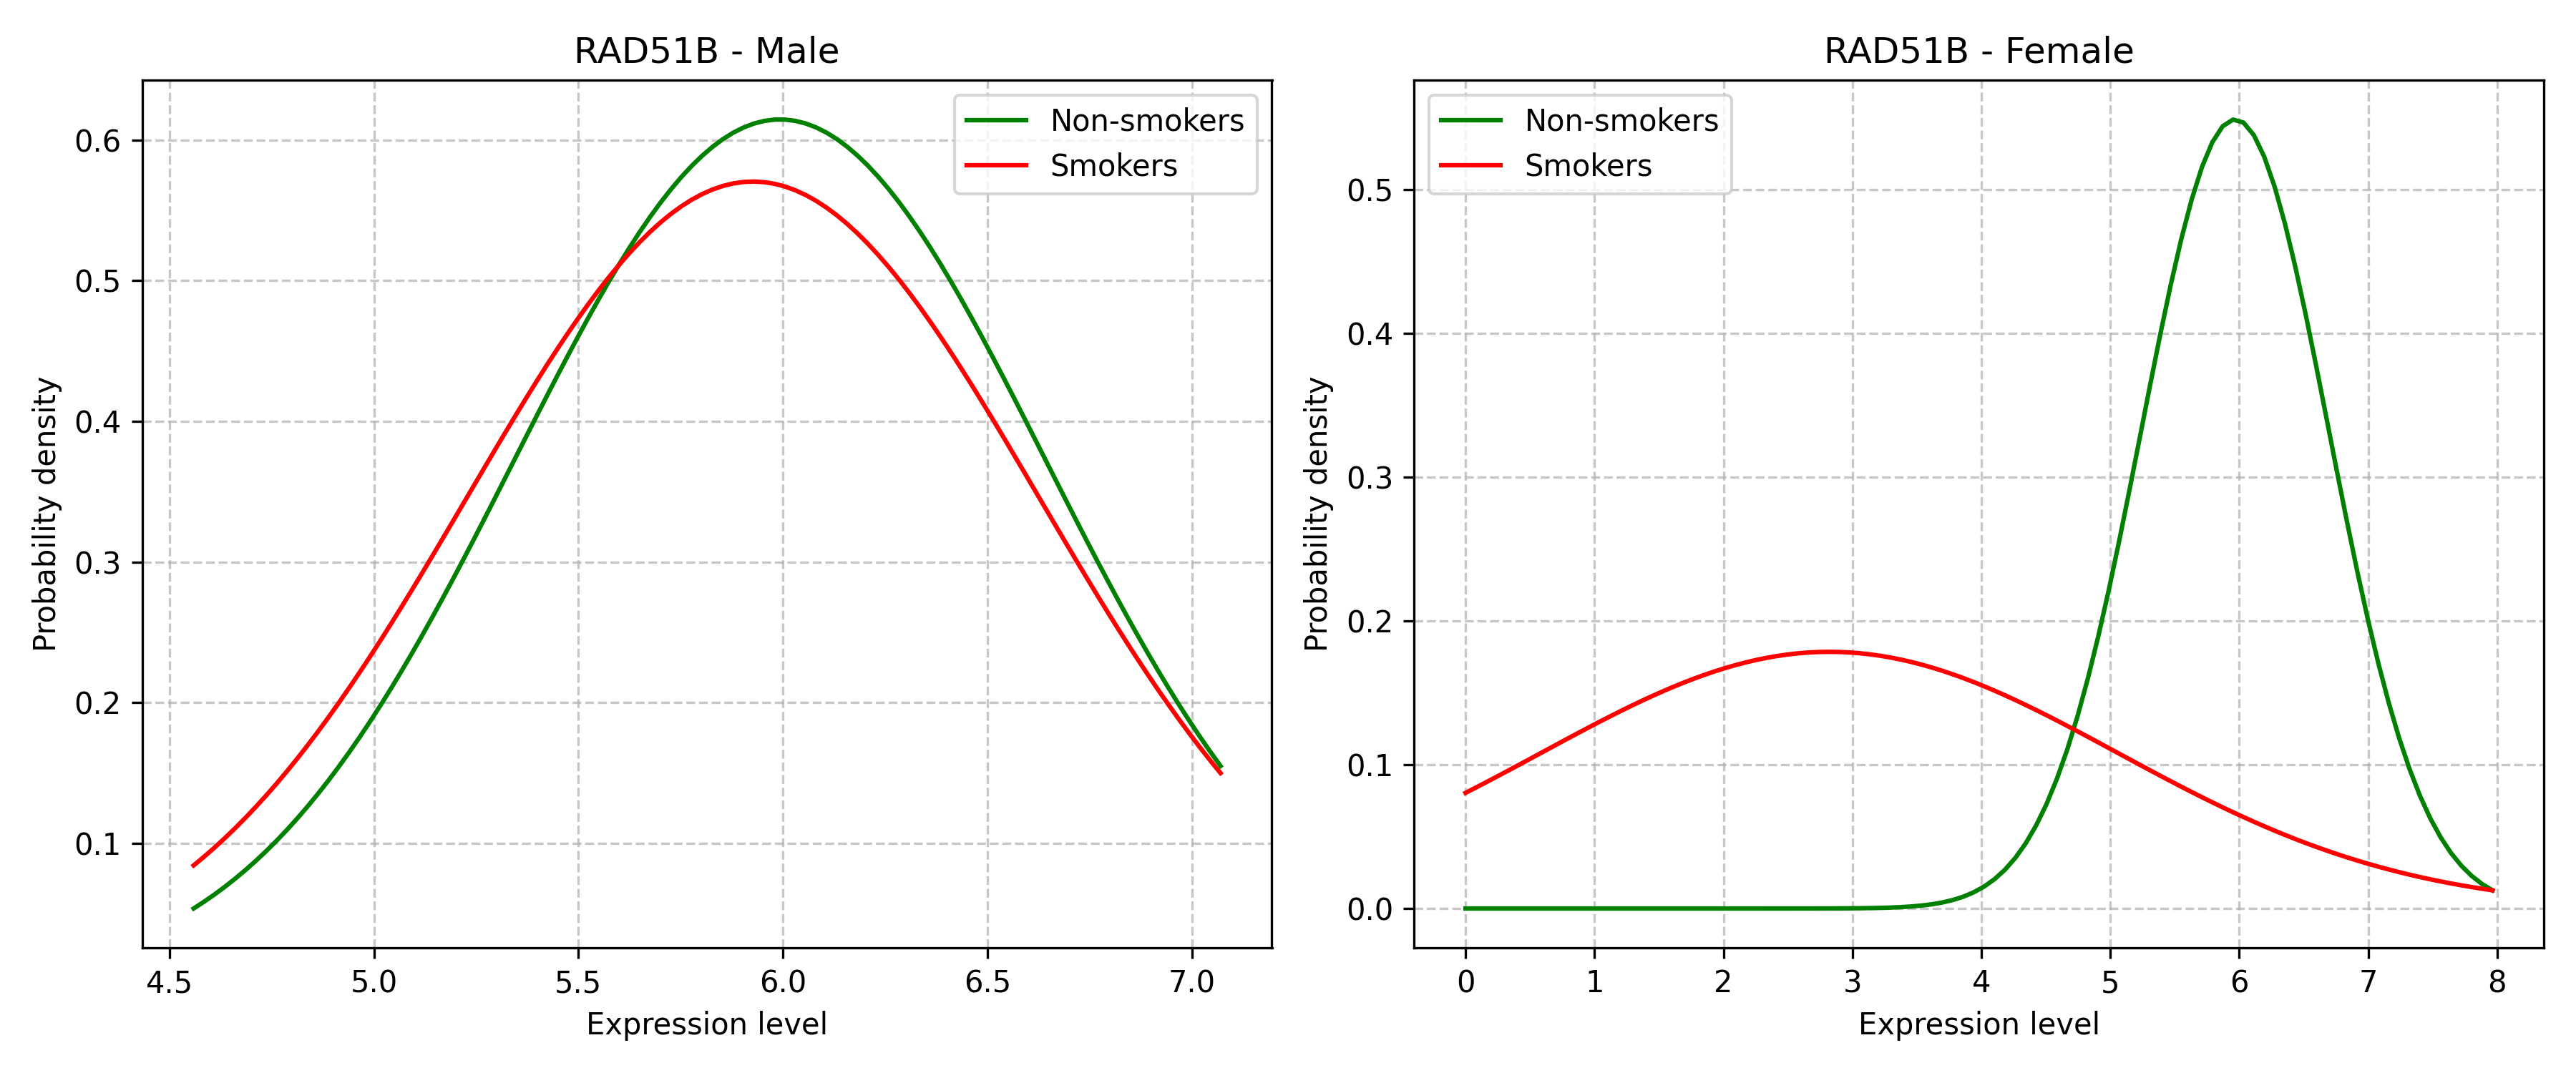 RAD51B - Male
Non-smokers
Smokers
Probability density
0.6
0.5
0.4
0.3
0.2
0.1
4.5 5.0 5.5 6.0 6.5 7.0
Expression level
RAD51B - Female
Non-smokers
Smokers
Probability density
0.5
0.4
0.3
0.2
0.1
0.0
0 1 2 3 4 5 6 7 8
Expression level